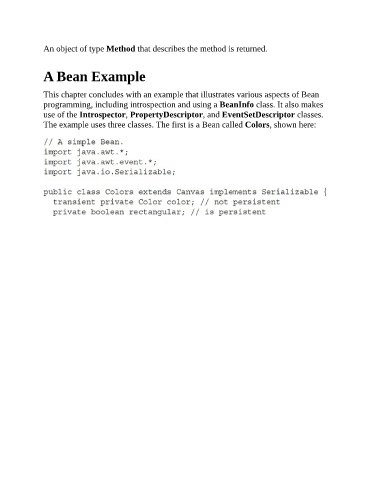 An object of type Method that describes the method is returned.
A Bean Example
This chapter concludes with an example that illustrates various aspects of Bean
programming, including introspection and using a BeanInfo class. It also makes
use of the Introspector, PropertyDescriptor, and EventSetDescriptor classes.
The example uses three classes. The first is a Bean called Colors, shown here:
// A simple Bean.
import java.awt.*;
import java.awt.event.*;
import java.io.Serializable;
public class Colors extends Canvas implements Serializable {
transient private Color color; // not persistent
private boolean rectangular; // is persistent